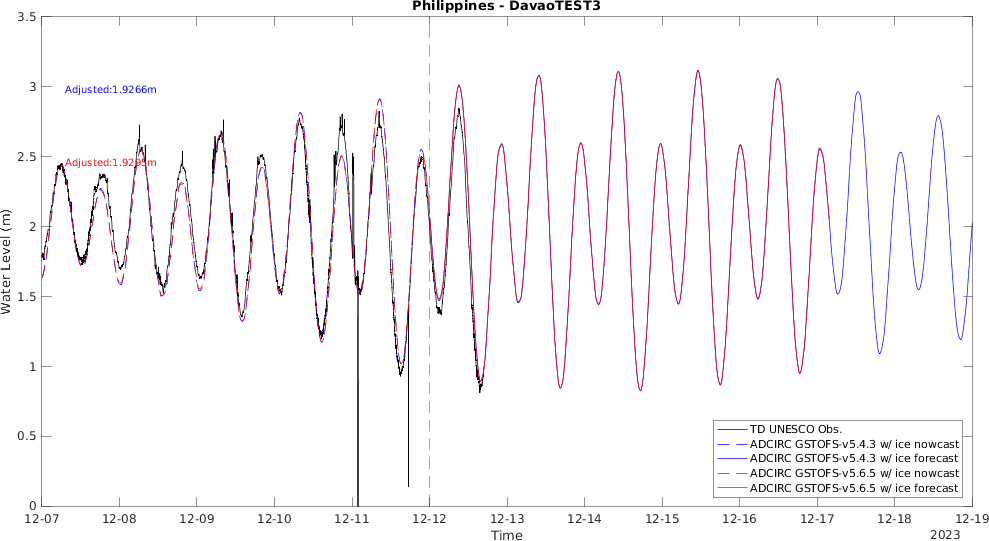 Philippines - DavaoTEST3
3.5
3
2.5
2
1.5
1
0.5
0
Water Level (m)
Adjusted:1.9266m
Adjusted:1.9295m
TD UNESCO Obs.
ADCIRC GSTOFS-v5.4.3 w/ ice nowcast
ADCIRC GSTOFS-v5.4.3 w/ ice forecast
ADCIRC GSTOFS-v5.6.5 w/ ice nowcast
ADCIRC GSTOFS-v5.6.5 w/ ice forecast
12-07 12-08 12-09 12-10 12-11 12-12 12-13 12-14 12-15 12-16 12-17 12-18 12-19
Time
2023